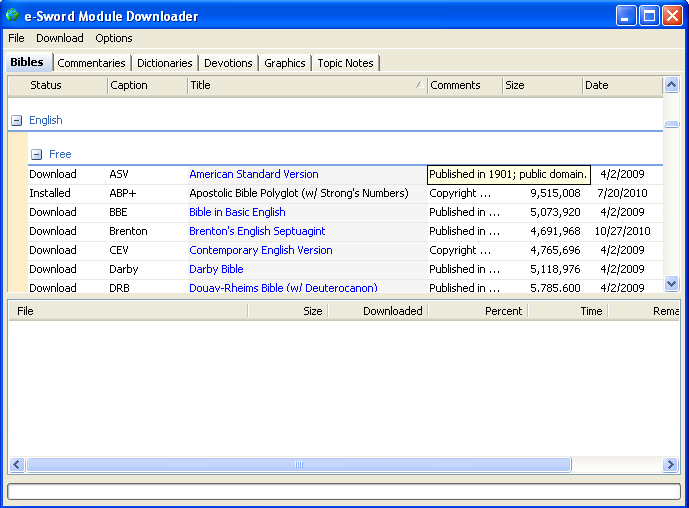 e-Sword Module Downloader
File Download Options
Bibles Commentaries Dictionaries Devotions Graphics Topic Notes
Status Caption Title Comments Size Date
English
Free
Download ASV American Standard Version Published in 1901; public domain. 4/2/2009
Installed ABP+ Apostolic Bible Polyglot (w/ Strong's Numbers) Copyright ... 9,515,008 7/20/2010
Download BBE Bible in Basic English Published in ... 5,073,920 4/2/2009
Download Brenton Brenton's English Septuagint Published in ... 4,691,968 10/27/2010
Download CEV Contemporary English Version Copyright ... 4,765,696 4/2/2009
Download Darby Darby Bible Published in ... 5,118,976 4/2/2009
Download DRB Douay-Rheims Bible (w/ Deuterocanon) Published in ... 5,785,600 4/2/2009
File Size Downloaded Percent Time Rema